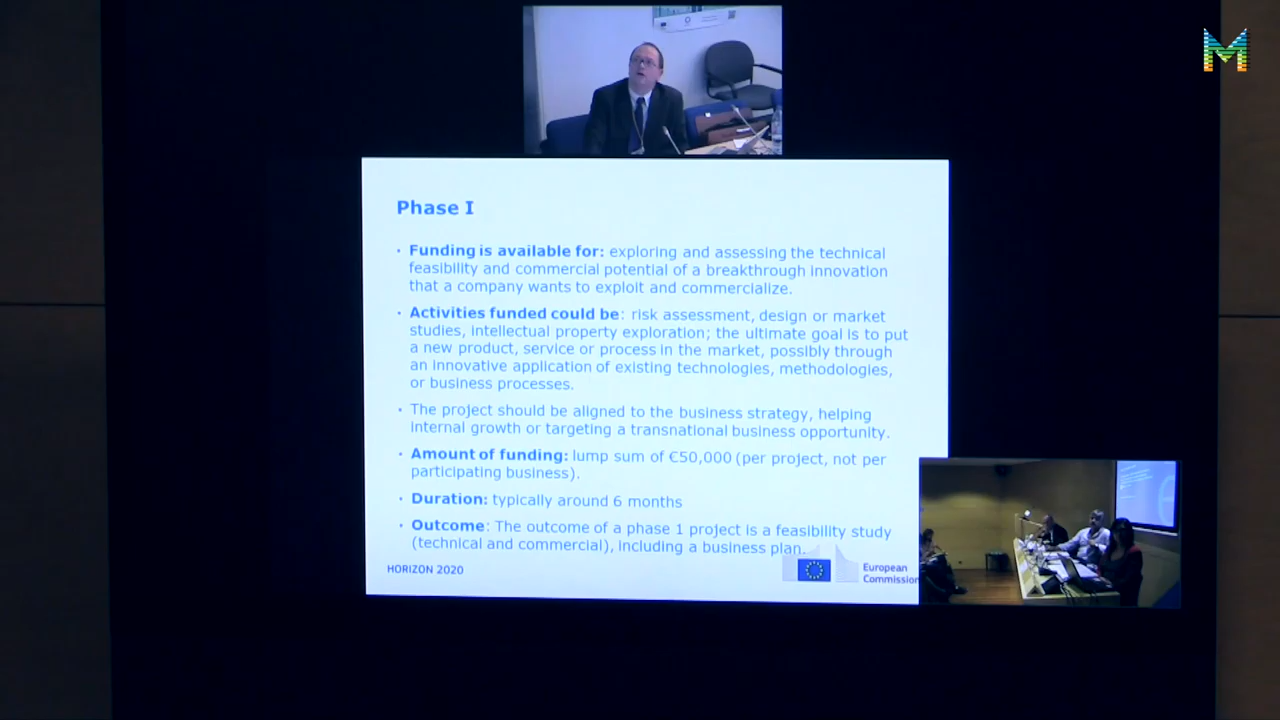 M
Phase I
• Funding is available for: exploring and assessing the technical
feasibility and commercial potential of a breakthrough innovation
that a company wants to exploit and commercialize.
• Activities funded could be: risk assessment, design or market
studies, intellectual property exploration; the ultimate goal is to put
a new product, service or process in the market, possibly through
an innovative application of existing technologies, methodologies,
or business processes.
• The project should be aligned to the business strategy, helping
internal growth or targeting a transnational business opportunity.
• Amount of funding: lump sum of €50,000 (per project, not per
participating business).
• Duration: typically around 6 months
• Outcome: The outcome of a phase 1 project is a feasibility study
(technical and commercial), including a business plan.
HORIZON 2020
European
Commission